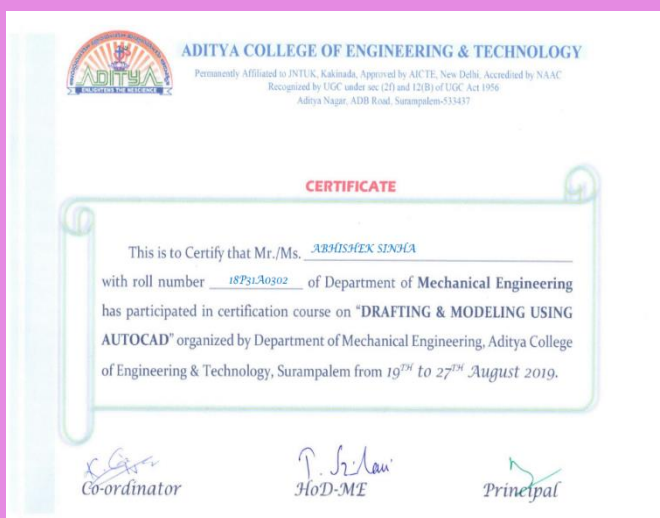 ADITYA
ENLIGHTENS THE NESCIENCE
ADITYA COLLEGE OF ENGINEERING & TECHNOLOGY
Permanently Affiliated to JNTUK, Kakinada, Approved by AICTE, New Delhi, Accredited by NAAC
Recognized by UGC under sec (2f) and 12(B) of UGC Act 1956
Aditya Nagar, ADB Road, Surampalem-533437
CERTIFICATE
This is to Certify that Mr./Ms. ABHISHEK SINHA
with roll number 18P31A0302 of Department of Mechanical Engineering
has participated in certification course on "DRAFTING & MODELING USING
AUTOCAD" organized by Department of Mechanical Engineering, Aditya College
of Engineering & Technology, Surampalem from 19TH to 27TH August 2019.
Co-ordinator HoD-ME Principal